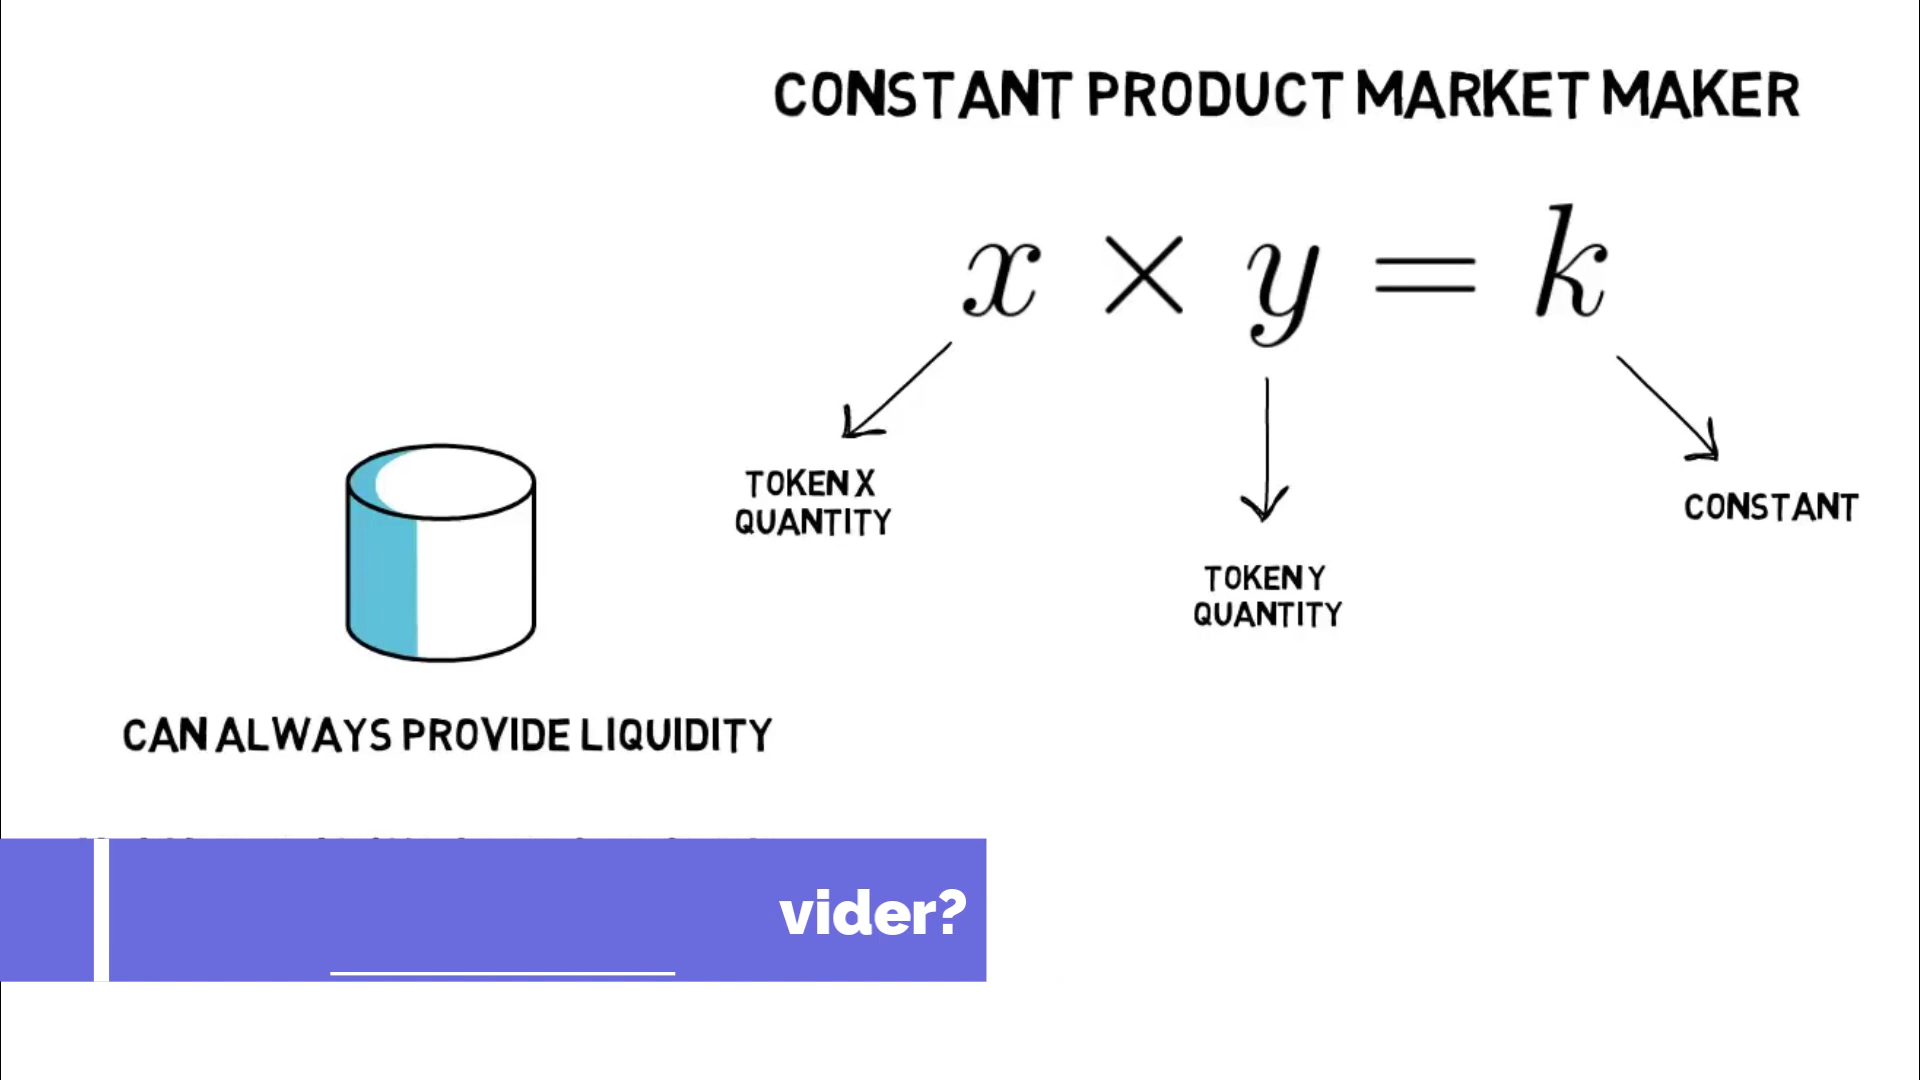 CONSTANT PRODUCT MARKET MAKER
x × y = k
TOKEN X
QUANTITY
TOKEN Y
QUANTITY
CONSTANT
CAN ALWAYS PROVIDE LIQUIDITY
vider?